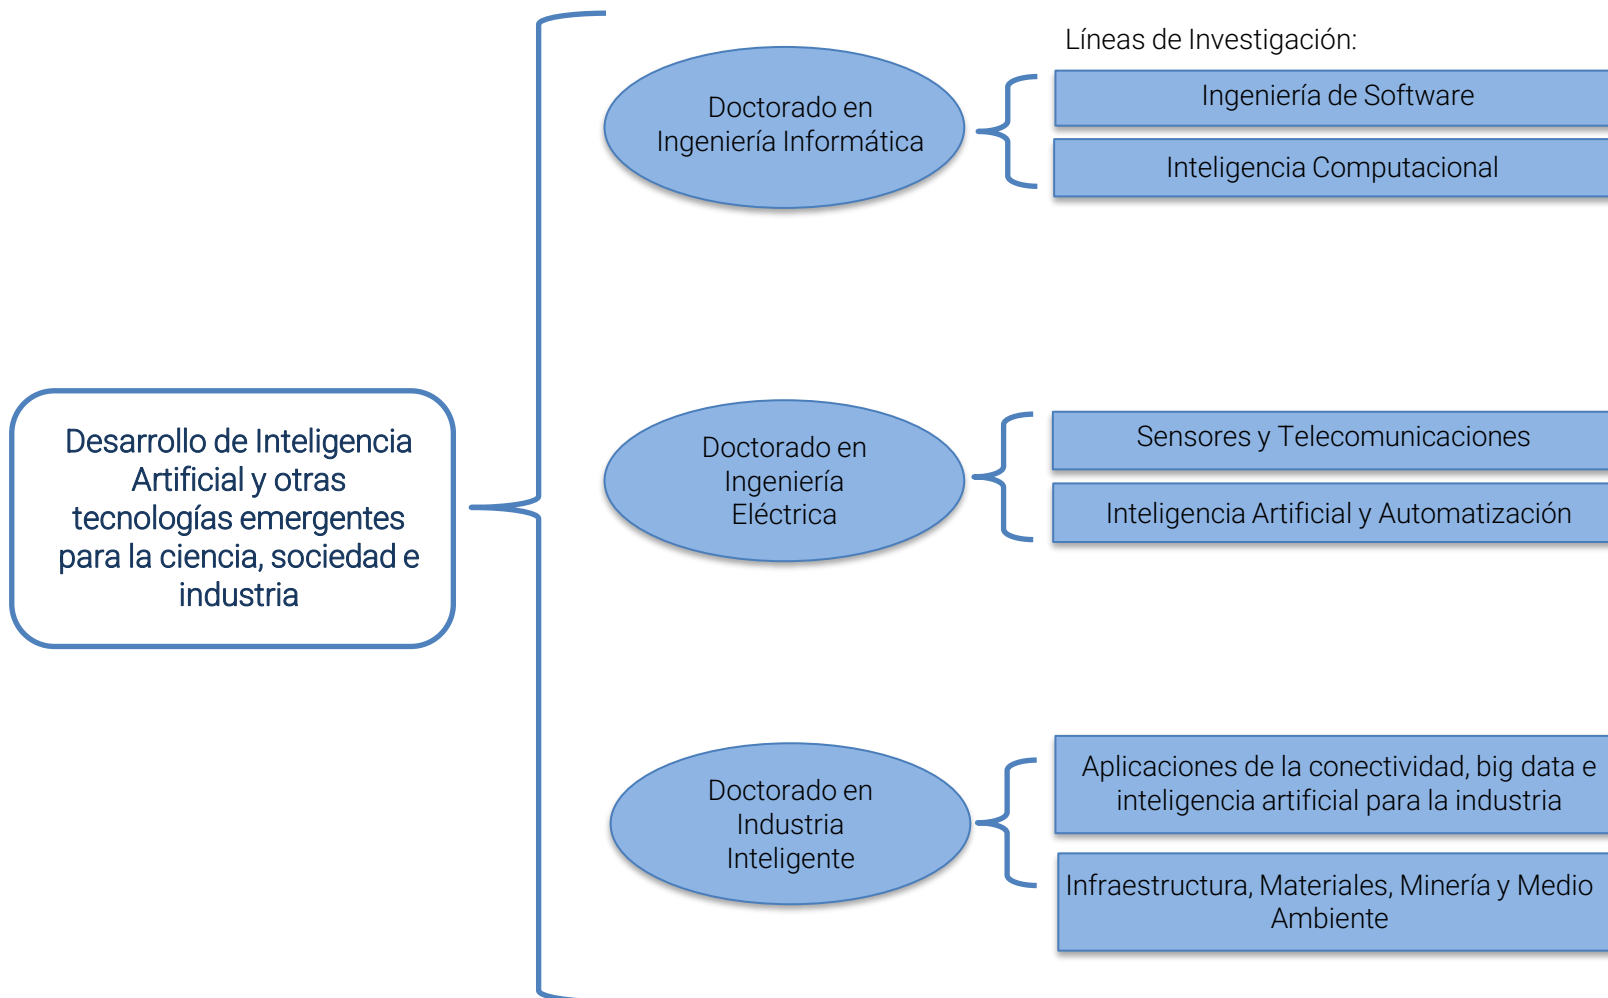 Desarrollo de Inteligencia
Artificial y otras
tecnologías emergentes
para la ciencia, sociedad e
industria
Doctorado en
Ingeniería Informática
Líneas de Investigación:
Ingeniería de Software
Inteligencia Computacional
Doctorado en
Ingeniería
Eléctrica
Sensores y Telecomunicaciones
Inteligencia Artificial y Automatización
Doctorado en
Industria
Inteligente
Aplicaciones de la conectividad, big data e
inteligencia artificial para la industria
Infraestructura, Materiales, Minería y Medio
Ambiente